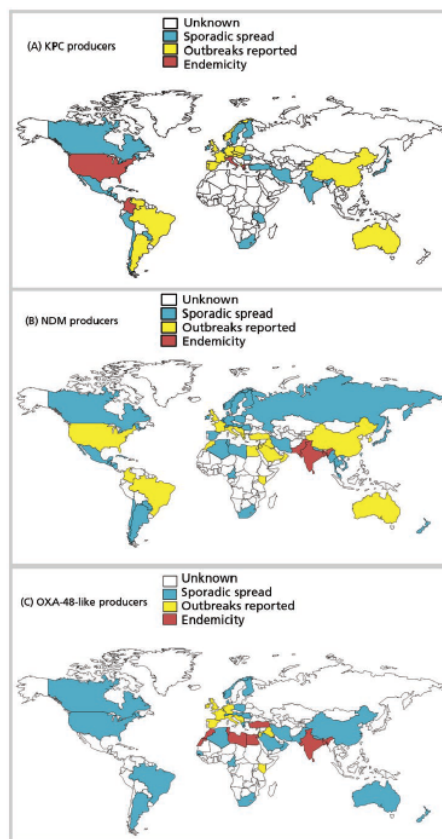 Unknown
Sporadic spread
(A) KPC producers
Outbreaks reported
Endemicity
Unknown
Sporadic spread
(B) NDM producers
Outbreaks reported
Endemicity
Unknown
Sporadic spread
(C) OXA-48-like producers
Outbreaks reported
Endemicity